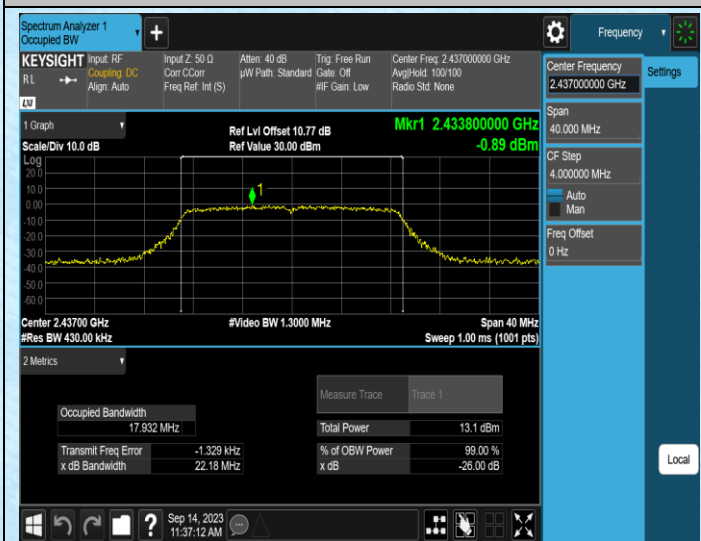 Spectrum Analyzer 1
Occupied BW
Frequency
KEYSIGHT
R L
LXI
Input: RF
Coupling: DC
Align: Auto
Input Z: 50 Ω
Corr CCorr
Freq Ref: Int (S)
Atten: 40 dB
µW Path: Standard
Trig: Free Run
Gate: Off
#IF Gain: Low
Center Freq: 2.437000000 GHz
Avg|Hold: 100/100
Radio Std: None
Center Frequency
2.437000000 GHz
Settings
Span
40.000 MHz
CF Step
4.000000 MHz
Auto
Man
Freq Offset
0 Hz
Local
1 Graph
Scale/Div 10.0 dB
Ref Lvl Offset 10.77 dB
Ref Value 30.00 dBm
Mkr1 2.433800000 GHz
-0.89 dBm
Log
20.0
10.0
0.00
-10.0
-20.0
-30.0
-40.0
-50.0
-60.0
1
Center 2.43700 GHz
#Res BW 430.00 kHz
#Video BW 1.3000 MHz
Span 40 MHz
Sweep 1.00 ms (1001 pts)
2 Metrics
Measure Trace Trace 1
Occupied Bandwidth
17.932 MHz
Total Power 13.1 dBm
Transmit Freq Error -1.329 kHz
% of OBW Power 99.00 %
x dB Bandwidth 22.18 MHz
x dB -26.00 dB
?
Sep 14, 2023
11:37:12 AM